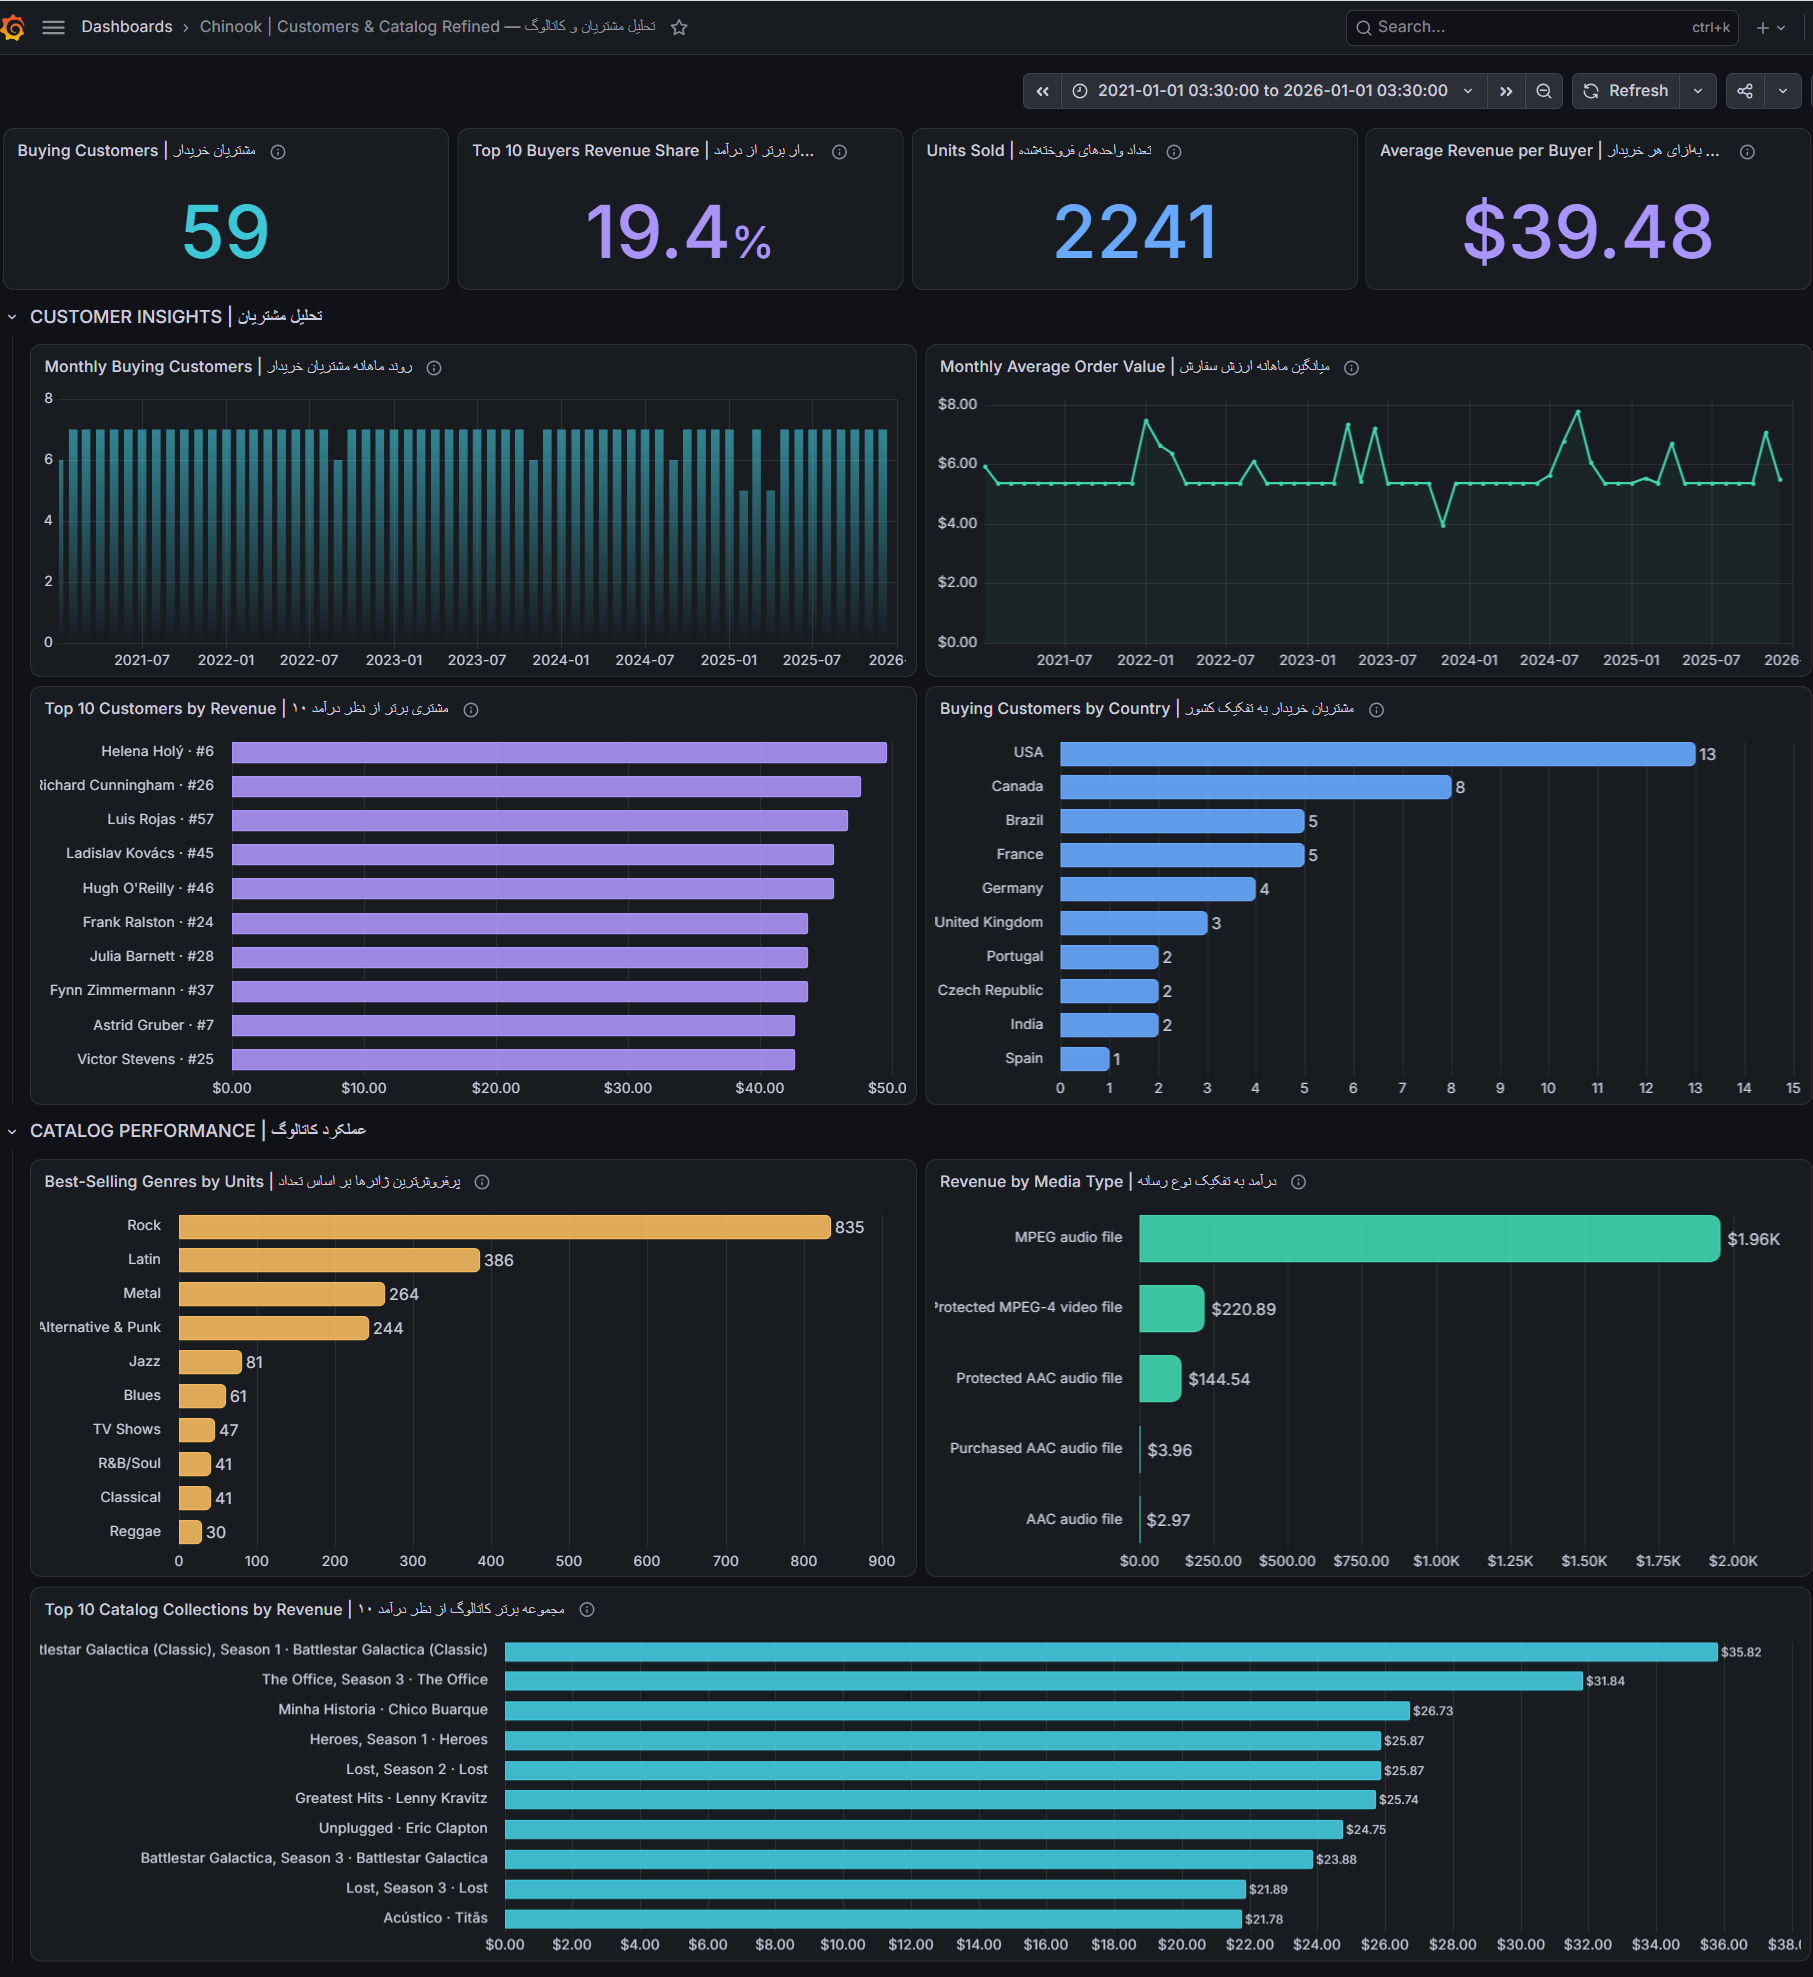 Dashboards › Chinook | Customers & Catalog Refined — تحلیل مشتریان و کاتالوگ
Search... ctrl+k
2021-01-01 03:30:00 to 2026-01-01 03:30:00 Refresh
Buying Customers | مشتریان خریدار
59
Top 10 Buyers Revenue Share | ...ار برتر از درآمد
19.4%
Units Sold | تعداد واحدهای فروخته‌شده
2241
Average Revenue per Buyer | ... به‌ازای هر خریدار
$39.48
CUSTOMER INSIGHTS | تحلیل مشتریان
Monthly Buying Customers | روند ماهانه مشتریان خریدار
8
6
4
2
0
2021-07 2022-01 2022-07 2023-01 2023-07 2024-01 2024-07 2025-01 2025-07 2026-
Monthly Average Order Value | میانگین ماهانه ارزش سفارش
$8.00
$6.00
$4.00
$2.00
$0.00
2021-07 2022-01 2022-07 2023-01 2023-07 2024-01 2024-07 2025-01 2025-07 2026-
Top 10 Customers by Revenue | ۱۰ مشتری برتر از نظر درآمد
Helena Holý · #6
Richard Cunningham · #26
Luis Rojas · #57
Ladislav Kovács · #45
Hugh O'Reilly · #46
Frank Ralston · #24
Julia Barnett · #28
Fynn Zimmermann · #37
Astrid Gruber · #7
Victor Stevens · #25
$0.00 $10.00 $20.00 $30.00 $40.00 $50.0
Buying Customers by Country | مشتریان خریدار به تفکیک کشور
USA 13
Canada 8
Brazil 5
France 5
Germany 4
United Kingdom 3
Portugal 2
Czech Republic 2
India 2
Spain 1
0 1 2 3 4 5 6 7 8 9 10 11 12 13 14 15
CATALOG PERFORMANCE | عملکرد کاتالوگ
Best-Selling Genres by Units | پرفروش‌ترین ژانرها بر اساس تعداد
Rock 835
Latin 386
Metal 264
Alternative & Punk 244
Jazz 81
Blues 61
TV Shows 47
R&B/Soul 41
Classical 41
Reggae 30
0 100 200 300 400 500 600 700 800 900
Revenue by Media Type | درآمد به تفکیک نوع رسانه
MPEG audio file $1.96K
Protected MPEG-4 video file $220.89
Protected AAC audio file $144.54
Purchased AAC audio file $3.96
AAC audio file $2.97
$0.00 $250.00 $500.00 $750.00 $1.00K $1.25K $1.50K $1.75K $2.00K
Top 10 Catalog Collections by Revenue | ۱۰ مجموعه برتر کاتالوگ از نظر درآمد
tlestar Galactica (Classic), Season 1 · Battlestar Galactica (Classic) $35.82
The Office, Season 3 · The Office $31.84
Minha Historia · Chico Buarque $26.73
Heroes, Season 1 · Heroes $25.87
Lost, Season 2 · Lost $25.87
Greatest Hits · Lenny Kravitz $25.74
Unplugged · Eric Clapton $24.75
Battlestar Galactica, Season 3 · Battlestar Galactica $23.88
Lost, Season 3 · Lost $21.89
Acústico · Titãs $21.78
$0.00 $2.00 $4.00 $6.00 $8.00 $10.00 $12.00 $14.00 $16.00 $18.00 $20.00 $22.00 $24.00 $26.00 $28.00 $30.00 $32.00 $34.00 $36.00 $38.